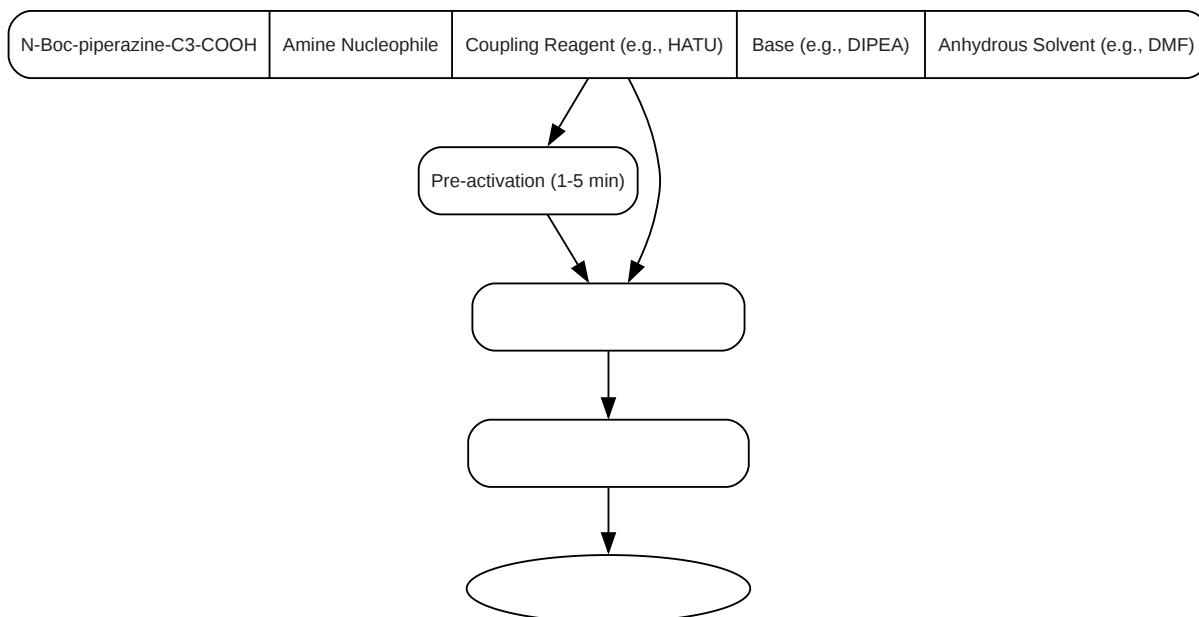 N-Boc-piperazine-C3-COOH
Amine Nucleophile
Coupling Reagent (e.g., HATU)
Base (e.g., DIPEA)
Anhydrous Solvent (e.g., DMF)
Pre-activation (1-5 min)